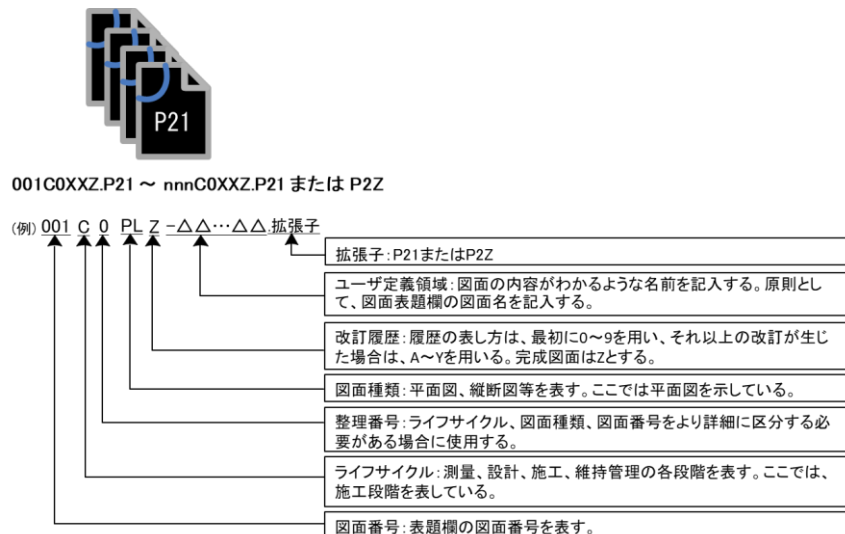 P21
001C0XXZ.P21 ～ nnnC0XXZ.P21 または P2Z
(例) 001 C 0 PL Z -△△…△△.拡張子
拡張子：P21またはP2Z
ユーザ定義領域：図面の内容がわかるような名前を記入する。原則とし
て、図面表題欄の図面名を記入する。
改訂履歴：履歴の表し方は、最初に0～9を用い、それ以上の改訂が生じ
た場合は、A～Yを用いる。完成図面はZとする。
図面種類：平面図、縦断図等を表す。ここでは平面図を示している。
整理番号：ライフサイクル、図面種類、図面番号をより詳細に区分する必
要がある場合に使用する。
ライフサイクル：測量、設計、施工、維持管理の各段階を表す。ここでは、
施工段階を表している。
図面番号：表題欄の図面番号を表す。